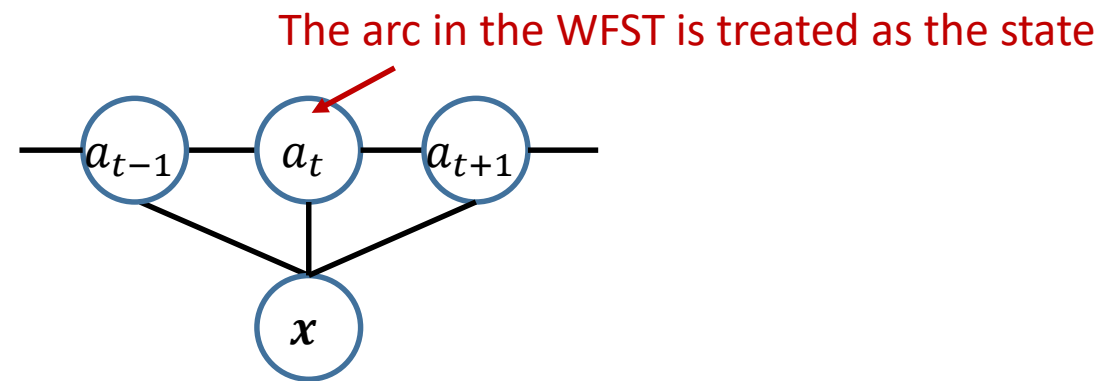 The arc in the WFST is treated as the state
a_{t−1} a_t a_{t+1}
x